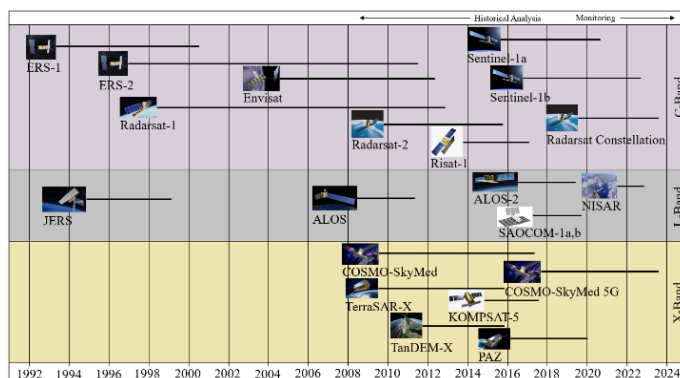 Historical Analysis Monitoring
ERS-1
ERS-2
Envisat
Radarsat-1
Sentinel-1a
Sentinel-1b
Radarsat-2
Risat-1
Radarsat Constellation
C-Band
JERS
ALOS
ALOS-2
NISAR
SAOCOM-1a,b
L-Band
COSMO-SkyMed
COSMO-SkyMed 5G
TerraSAR-X
KOMPSAT-5
TanDEM-X
PAZ
X-Band
1992 1994 1996 1998 2000 2002 2004 2006 2008 2010 2012 2014 2016 2018 2020 2022 2024